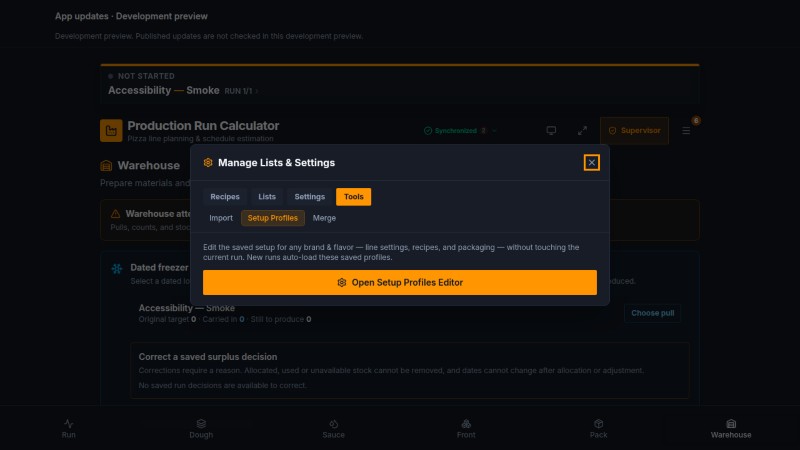 App updates · Development preview
Development preview. Published updates are not checked in this development preview.
NOT STARTED
Accessibility — Smoke RUN 1/1 ›
Production Run Calculator
Pizza line planning & schedule estimation
Synchronized
Supervisor
6
Warehouse
Prepare materials and
Manage Lists & Settings
Recipes Lists Settings Tools
Import Setup Profiles Merge
Edit the saved setup for any brand & flavor — line settings, recipes, and packaging — without touching the
current run. New runs auto-load these saved profiles.
Open Setup Profiles Editor
Warehouse
Pulls, counts, and
Dated freezer
Select a dated
Accessibility — Smoke
Original target 0 · Carried in 0 · Still to produce 0
Choose pull
Correct a saved surplus decision
Corrections require a reason. Allocated, used or unavailable stock cannot be removed, and dates cannot change after allocation or adjustment.
No saved run decisions are available to correct.
Run Dough Sauce Front Pack Warehouse